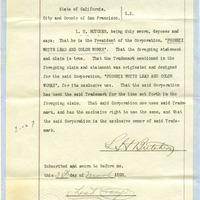 State of California,
City and County of San Francisco. S.S.
L. H. BUTCHER, being duly sworn, deposes and
says: That he is the President of the Corporation, "PHOENIX
WHITE LEAD AND COLOR WORKS". That the foregoing statement
and claim is true. That the Trademark mentioned in the
foregoing claim and statement was originated and designed
for the said Corporation, "PHOENIX WHITE LEAD AND COLOR
WORKS", for its exclusive use. That the said Corporation has
has used the said Trademark for the time set forth in the
foregoing claim. That the said Corporation now uses said Trade-
mark, and has the exclusive right to use the same, and that
the said Corporation is the exclusive owner of said Trade-
mark.
L H Butcher
Subscribed and sworn to before me,
this day of